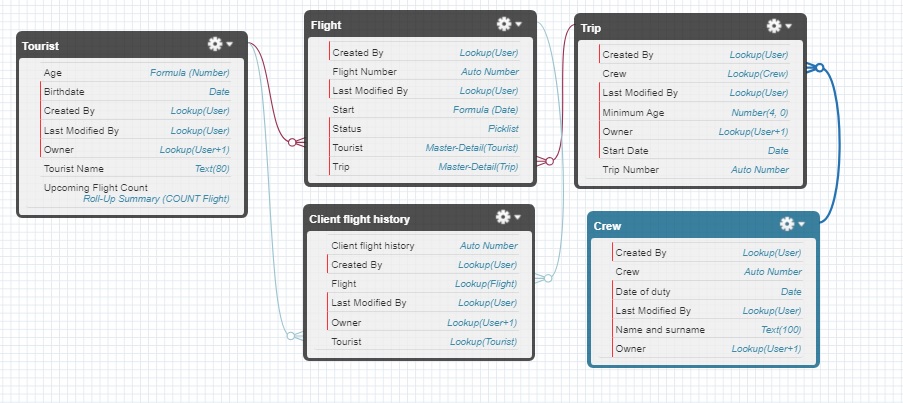 Tourist
Age Formula (Number)
Birthdate Date
Created By Lookup(User)
Last Modified By Lookup(User)
Owner Lookup(User+1)
Tourist Name Text(80)
Upcoming Flight Count
Roll-Up Summary (COUNT Flight)
Flight
Created By Lookup(User)
Flight Number Auto Number
Last Modified By Lookup(User)
Start Formula (Date)
Status Picklist
Tourist Master-Detail(Tourist)
Trip Master-Detail(Trip)
Client flight history
Client flight history Auto Number
Created By Lookup(User)
Flight Lookup(Flight)
Last Modified By Lookup(User)
Owner Lookup(User+1)
Tourist Lookup(Tourist)
Trip
Created By Lookup(User)
Crew Lookup(Crew)
Last Modified By Lookup(User)
Minimum Age Number(4, 0)
Owner Lookup(User+1)
Start Date Date
Trip Number Auto Number
Crew
Created By Lookup(User)
Crew Auto Number
Date of duty Date
Last Modified By Lookup(User)
Name and surname Text(100)
Owner Lookup(User+1)